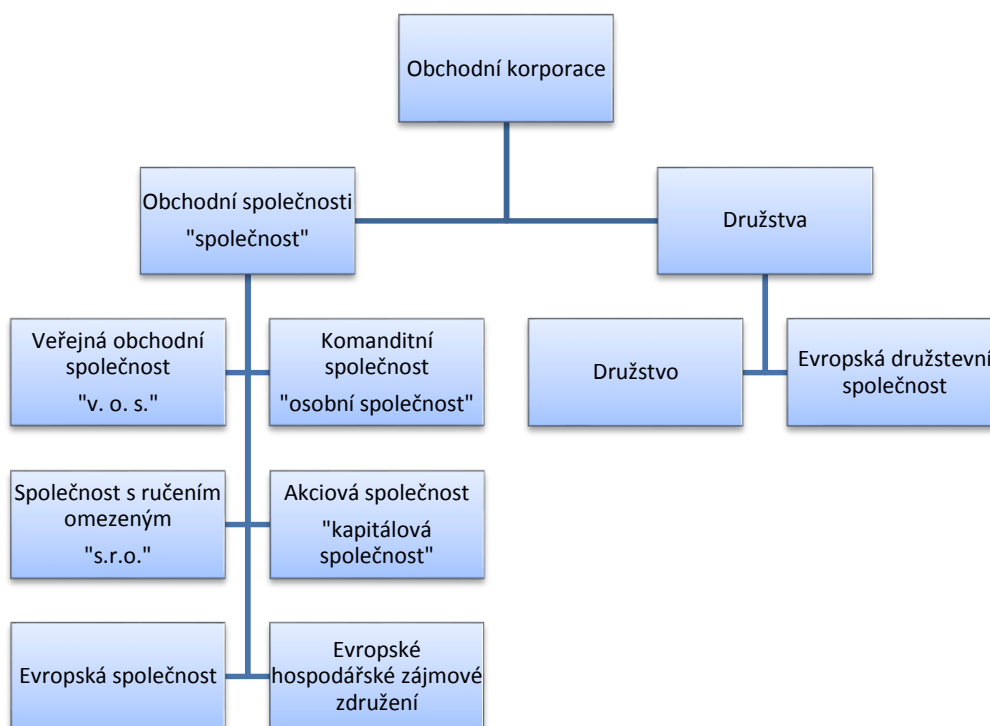 Obchodní korporace
Obchodní společnosti
"společnost"
Družstva
Veřejná obchodní
společnost
"v. o. s."
Komanditní
společnost
"osobní společnost"
Družstvo
Evropská družstevní
společnost
Společnost s ručením
omezeným
"s.r.o."
Akciová společnost
"kapitálová
společnost"
Evropská společnost
Evropské
hospodářské zájmové
združení